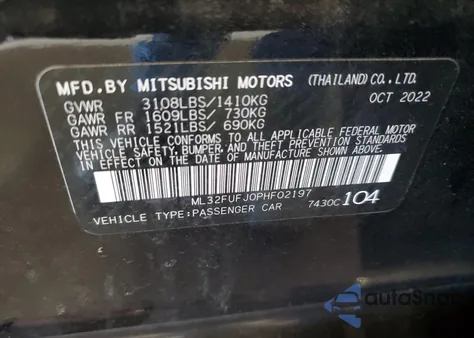 MFD.BY MITSUBISHI MOTORS (THAILAND)CO.,LTD.
GVWR 3108LBS/1410KG OCT 2022
GAWR FR 1609LBS/ 730KG
GAWR RR 1521LBS/ 690KG
THIS VEHICLE CONFORMS TO ALL APPLICABLE FEDERAL MOTOR
VEHICLE SAFETY, BUMPER, AND THEFT PREVENTION STANDARDS
IN EFFECT ON THE DATE OF MANUFACTURE SHOWN ABOVE.
ML32FUFJ0PHF02197
VEHICLE TYPE:PASSENGER CAR 7430C 104